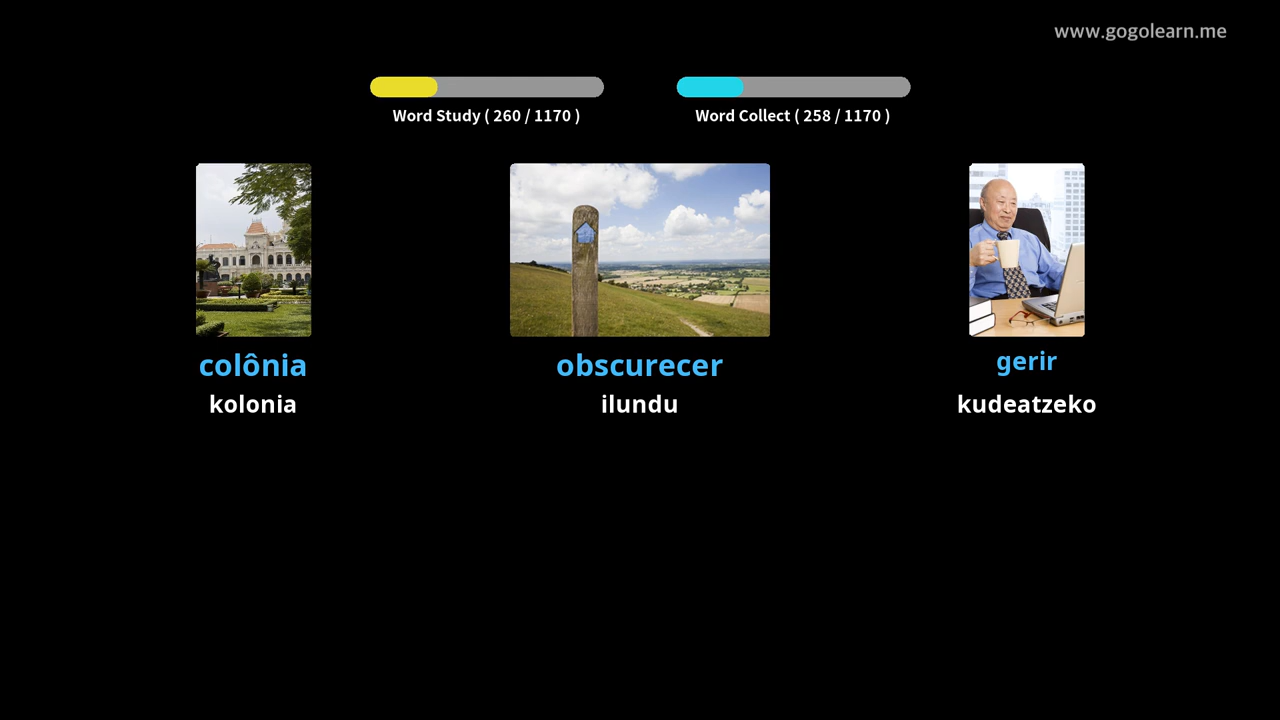 www.gogolearn.me
Word Study ( 260 / 1170 )
Word Collect ( 258 / 1170 )
colônia
obscurecer
gerir
kolonia
ilundu
kudeatzeko